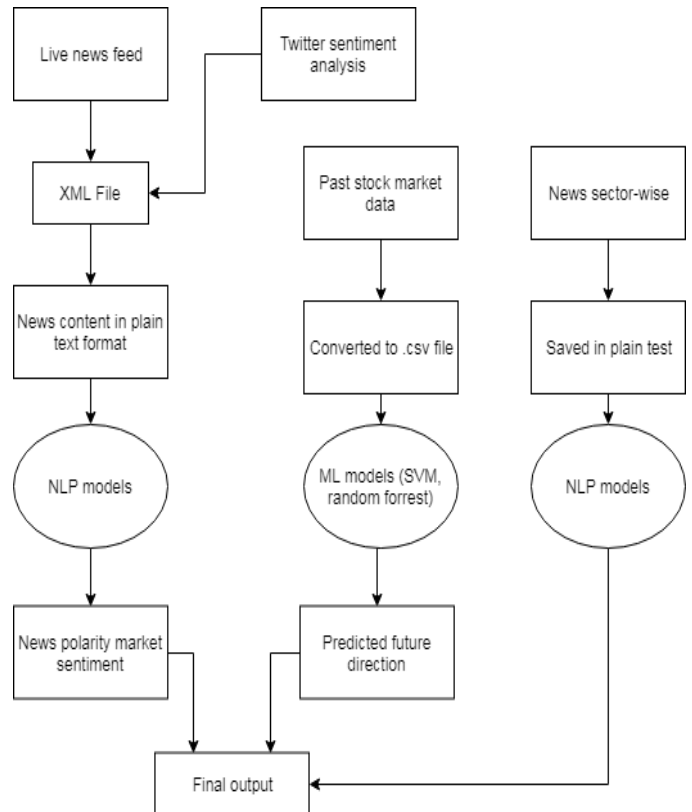 Live news feed
Twitter sentiment
analysis
XML File
Past stock market
data
News sector-wise
News content in plain
text format
Converted to .csv file
Saved in plain test
NLP models
ML models (SVM,
random forrest)
NLP models
News polarity market
sentiment
Predicted future
direction
Final output